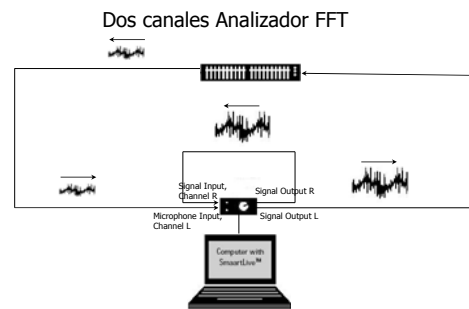 Dos canales Analizador FFT
Signal Input,
Channel R
Signal Output R
Microphone Input,
Channel L
Signal Output L
Computer with
SmaartLive™